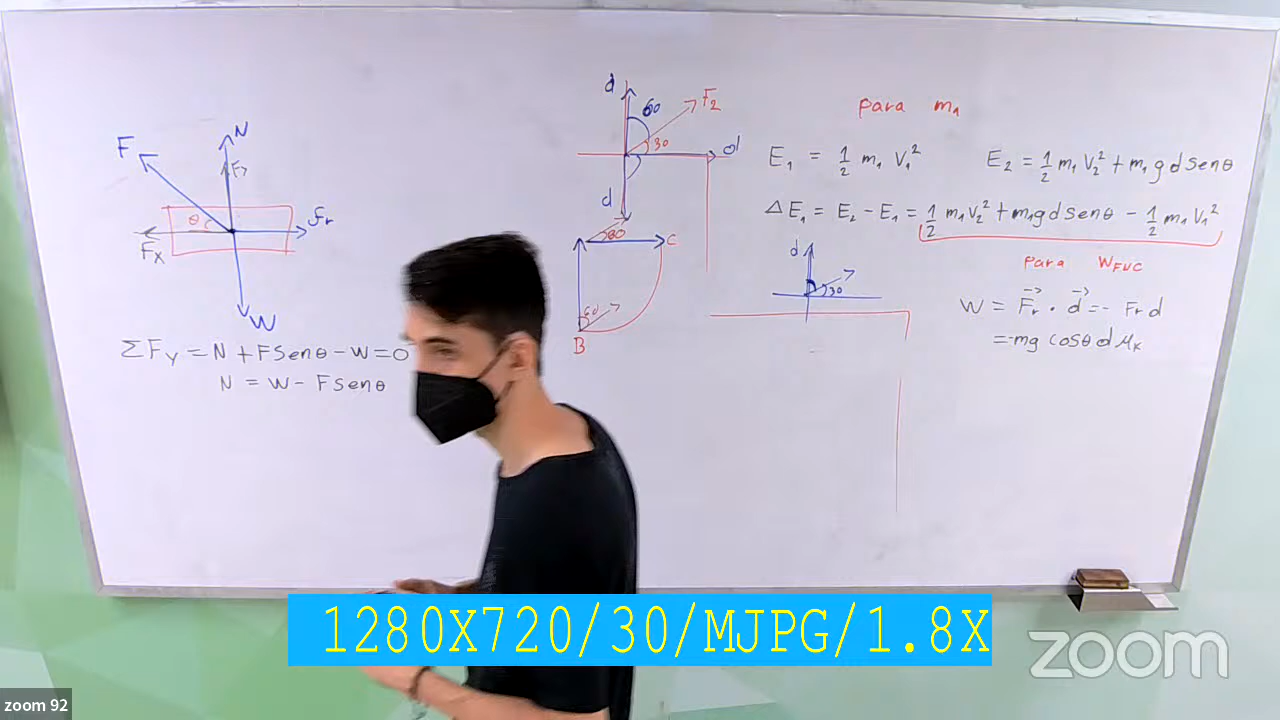 N
F
Fy
θ
fr
Fx
W
ΣFy = N + FSenθ - W = 0
N = W - FSenθ
d
60
F2
30
d
d
30
C
60
B
d
30
para m1
E1 = 1/2 m1 V1²
E2 = 1/2 m1 V2² + m1 g d Senθ
ΔE1 = E2 - E1 = 1/2 m1 V2² + m1 g d Senθ - 1/2 m1 V1²
para WFNC
W = Fr · d = - Fr d
= -mg cosθ d μk
1280X720/30/MJPG/1.8X
zoom
zoom 92